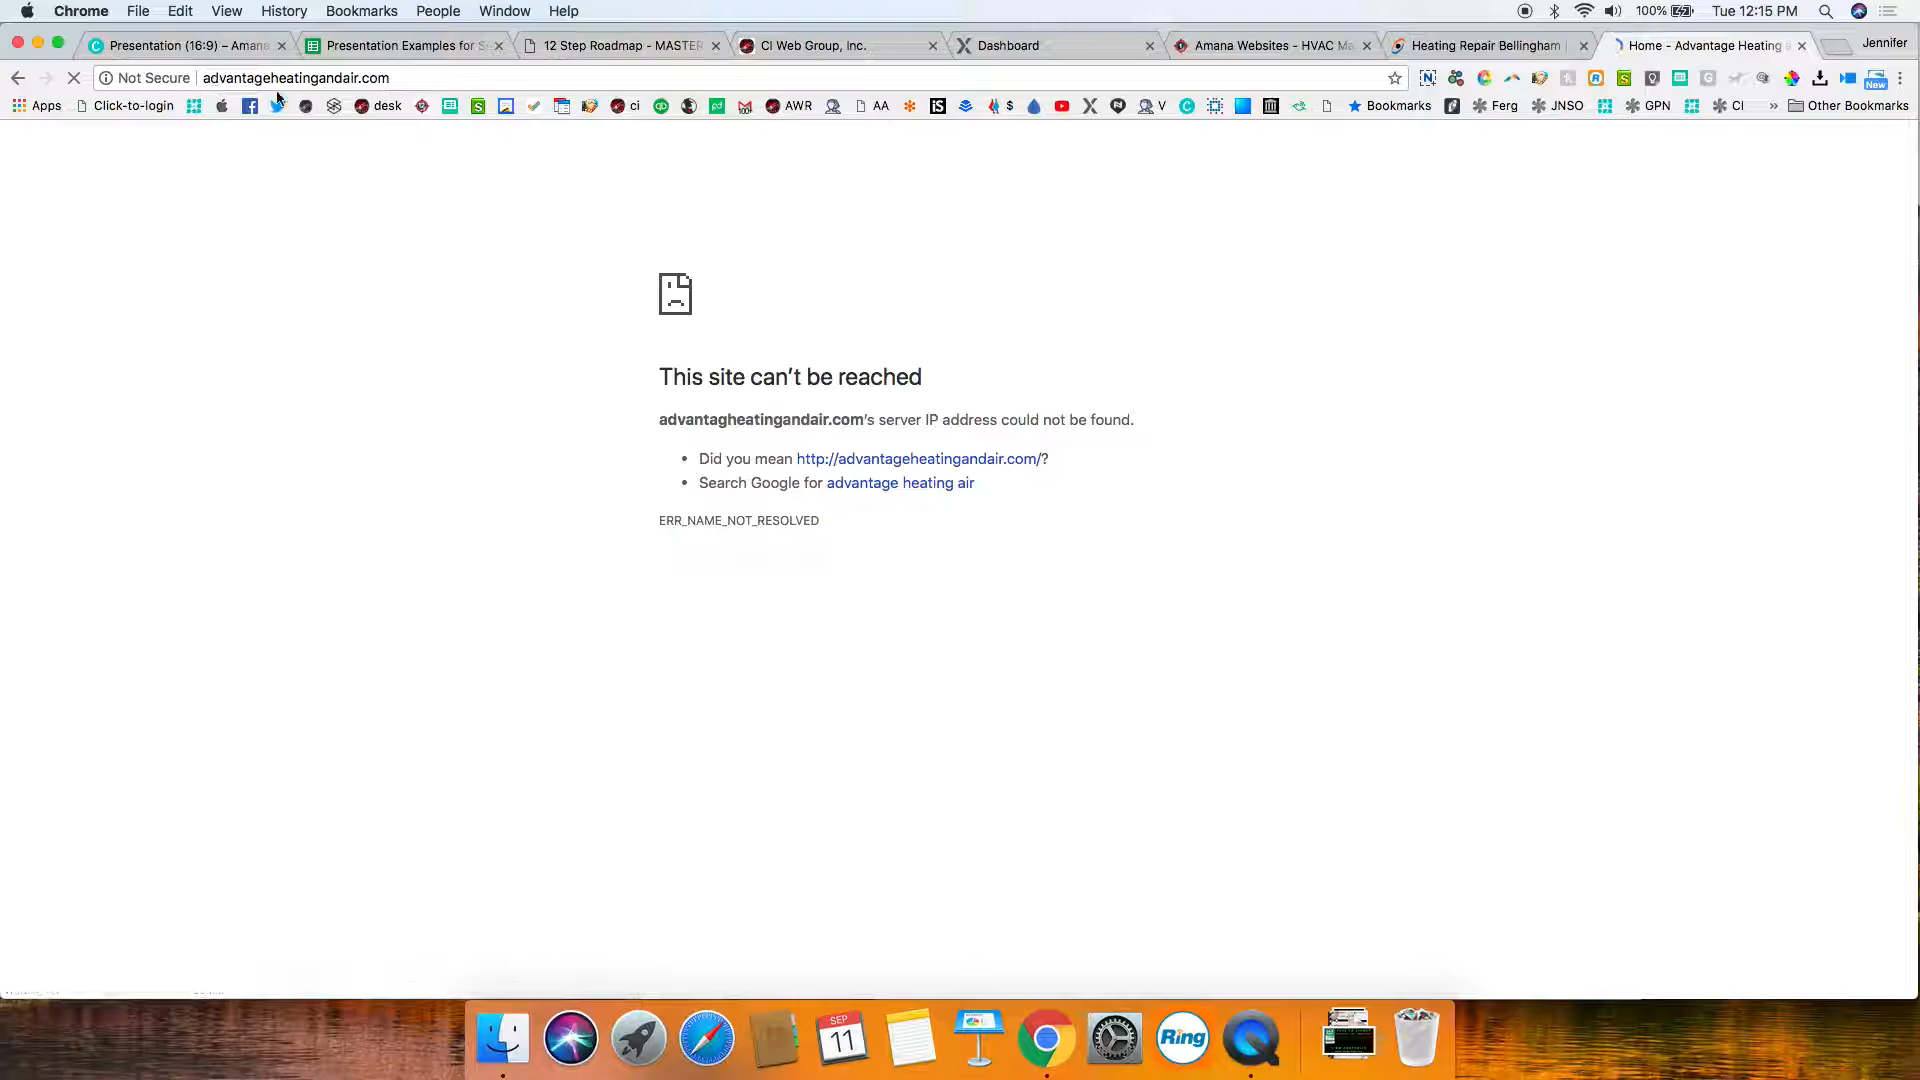 Chrome File Edit View History Bookmarks People Window Help 100% Tue 12:15 PM
Presentation (16:9) – Amana
Presentation Examples for S
12 Step Roadmap - MASTER
CI Web Group, Inc.
Dashboard
Amana Websites - HVAC Ma
Heating Repair Bellingham
Home - Advantage Heating a
Jennifer
Not Secure advantageheatingandair.com
New
Apps Click-to-login desk ci AWR AA $ V Bookmarks Ferg JNSO GPN CI » Other Bookmarks
This site can’t be reached
advantagheatingandair.com’s server IP address could not be found.
• Did you mean http://advantageheatingandair.com/?
• Search Google for advantage heating air
ERR_NAME_NOT_RESOLVED
SEP
11
Ring